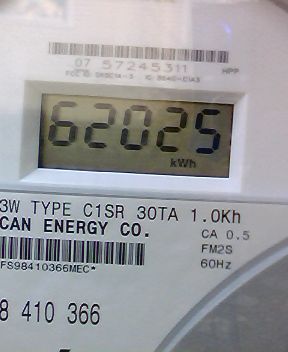 07 57245311
HPP
62025
kWh
3W TYPE C1SR 30TA 1.0Kh
CAN ENERGY CO.
CA 0.5
FM2S
60Hz
FS98410366MEC*
8 410 366